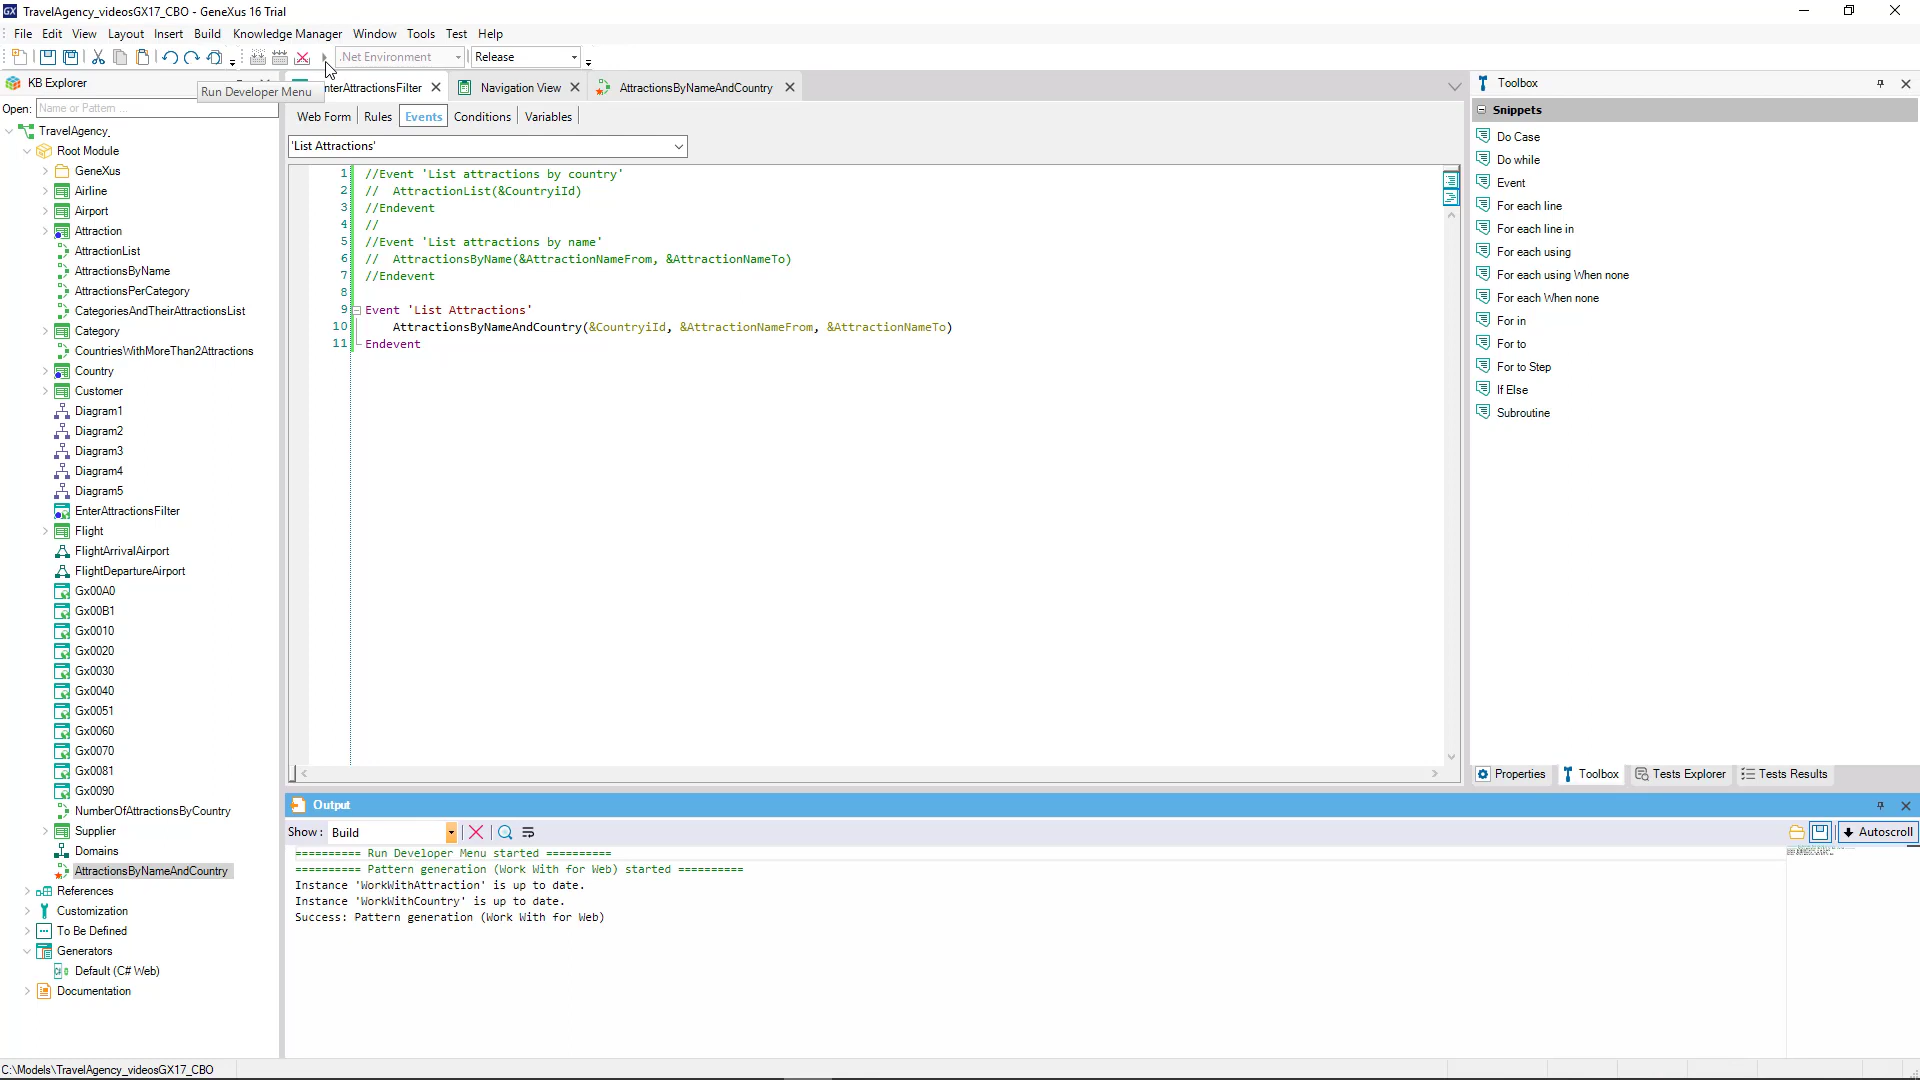 TravelAgency_videosGX17_CBO - GeneXus 16 Trial
File Edit View Layout Insert Build Knowledge Manager Window Tools Test Help
.Net Environment Release
KB Explorer
Run Developer Menu
nterAttractionsFilter Navigation View AttractionsByNameAndCountry
Toolbox
Open: Name or Pattern ...
Web Form Rules Events Conditions Variables
'List Attractions'
TravelAgency_
Root Module
GeneXus
Airline
Airport
Attraction
AttractionList
AttractionsByName
AttractionsPerCategory
CategoriesAndTheirAttractionsList
Category
CountriesWithMoreThan2Attractions
Country
Customer
Diagram1
Diagram2
Diagram3
Diagram4
Diagram5
EnterAttractionsFilter
Flight
FlightArrivalAirport
FlightDepartureAirport
Gx00A0
Gx00B1
Gx0010
Gx0020
Gx0030
Gx0040
Gx0051
Gx0060
Gx0070
Gx0081
Gx0090
NumberOfAttractionsByCountry
Supplier
Domains
AttractionsByNameAndCountry
References
Customization
To Be Defined
Generators
Default (C# Web)
Documentation
1 //Event 'List attractions by country'
2 // AttractionList(&CountryiId)
3 //Endevent
4 //
5 //Event 'List attractions by name'
6 // AttractionsByName(&AttractionNameFrom, &AttractionNameTo)
7 //Endevent
8
9 Event 'List Attractions'
10 AttractionsByNameAndCountry(&CountryiId, &AttractionNameFrom, &AttractionNameTo)
11 Endevent
Snippets
Do Case
Do while
Event
For each line
For each line in
For each using
For each using When none
For each When none
For in
For to
For to Step
If Else
Subroutine
Properties Toolbox Tests Explorer Tests Results
Output
Show: Build Autoscroll
========== Run Developer Menu started ==========
========== Pattern generation (Work With for Web) started ==========
Instance 'WorkWithAttraction' is up to date.
Instance 'WorkWithCountry' is up to date.
Success: Pattern generation (Work With for Web)
C:\Models\TravelAgency_videosGX17_CBO